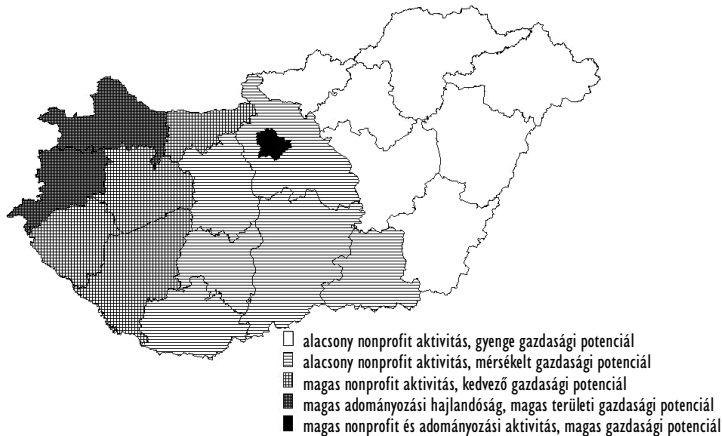 alacsony nonprofit aktivitás, gyenge gazdasági potenciál
alacsony nonprofit aktivitás, mérsékelt gazdasági potenciál
magas nonprofit aktivitás, kedvező gazdasági potenciál
magas adományozási hajlandóság, magas területi gazdasági potenciál
magas nonprofit és adományozási aktivitás, magas gazdasági potenciál